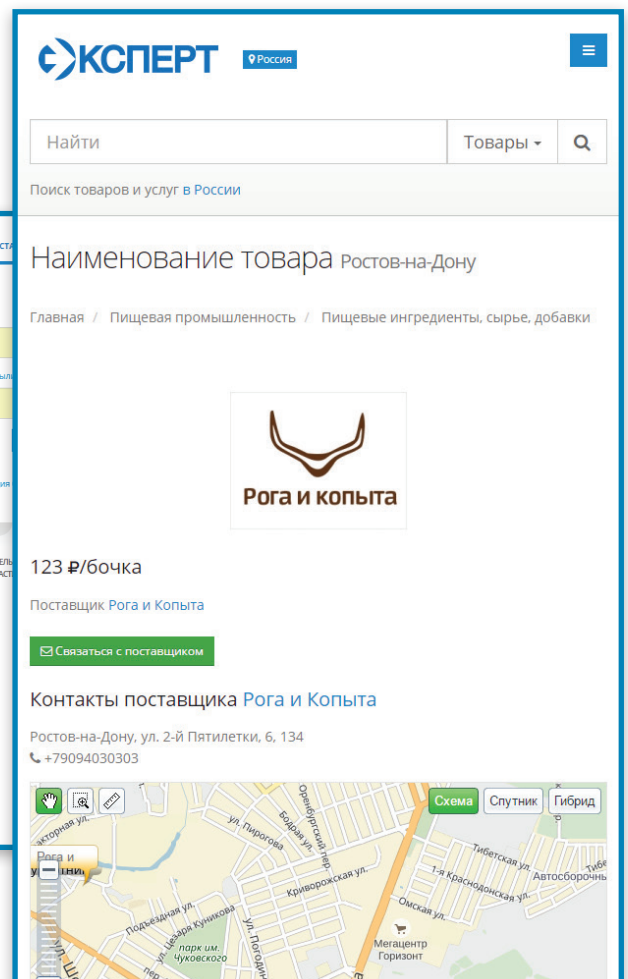 ЭКСПЕРТ
Россия
Найти
Товары
Поиск товаров и услуг в России
Наименование товара Ростов-на-Дону
Главная / Пищевая промышленность / Пищевые ингредиенты, сырье, добавки
Рога и копыта
123 ₽/бочка
Поставщик Рога и Копыта
Связаться с поставщиком
Контакты поставщика Рога и Копыта
Ростов-на-Дону, ул. 2-й Пятилетки, 6, 134
+79094030303
Схема
Спутник
Гибрид
Оренбургский пер.
Бодрая ул.
ул. Пирогова
Рога и
Криворожская ул.
Тибетская ул.
1-я Краснодонская ул.
Омская ул.
Подъездная ул.
ул. Цезаря Куникова
парк им.
Чуковского
Мегацентр
Горизонт